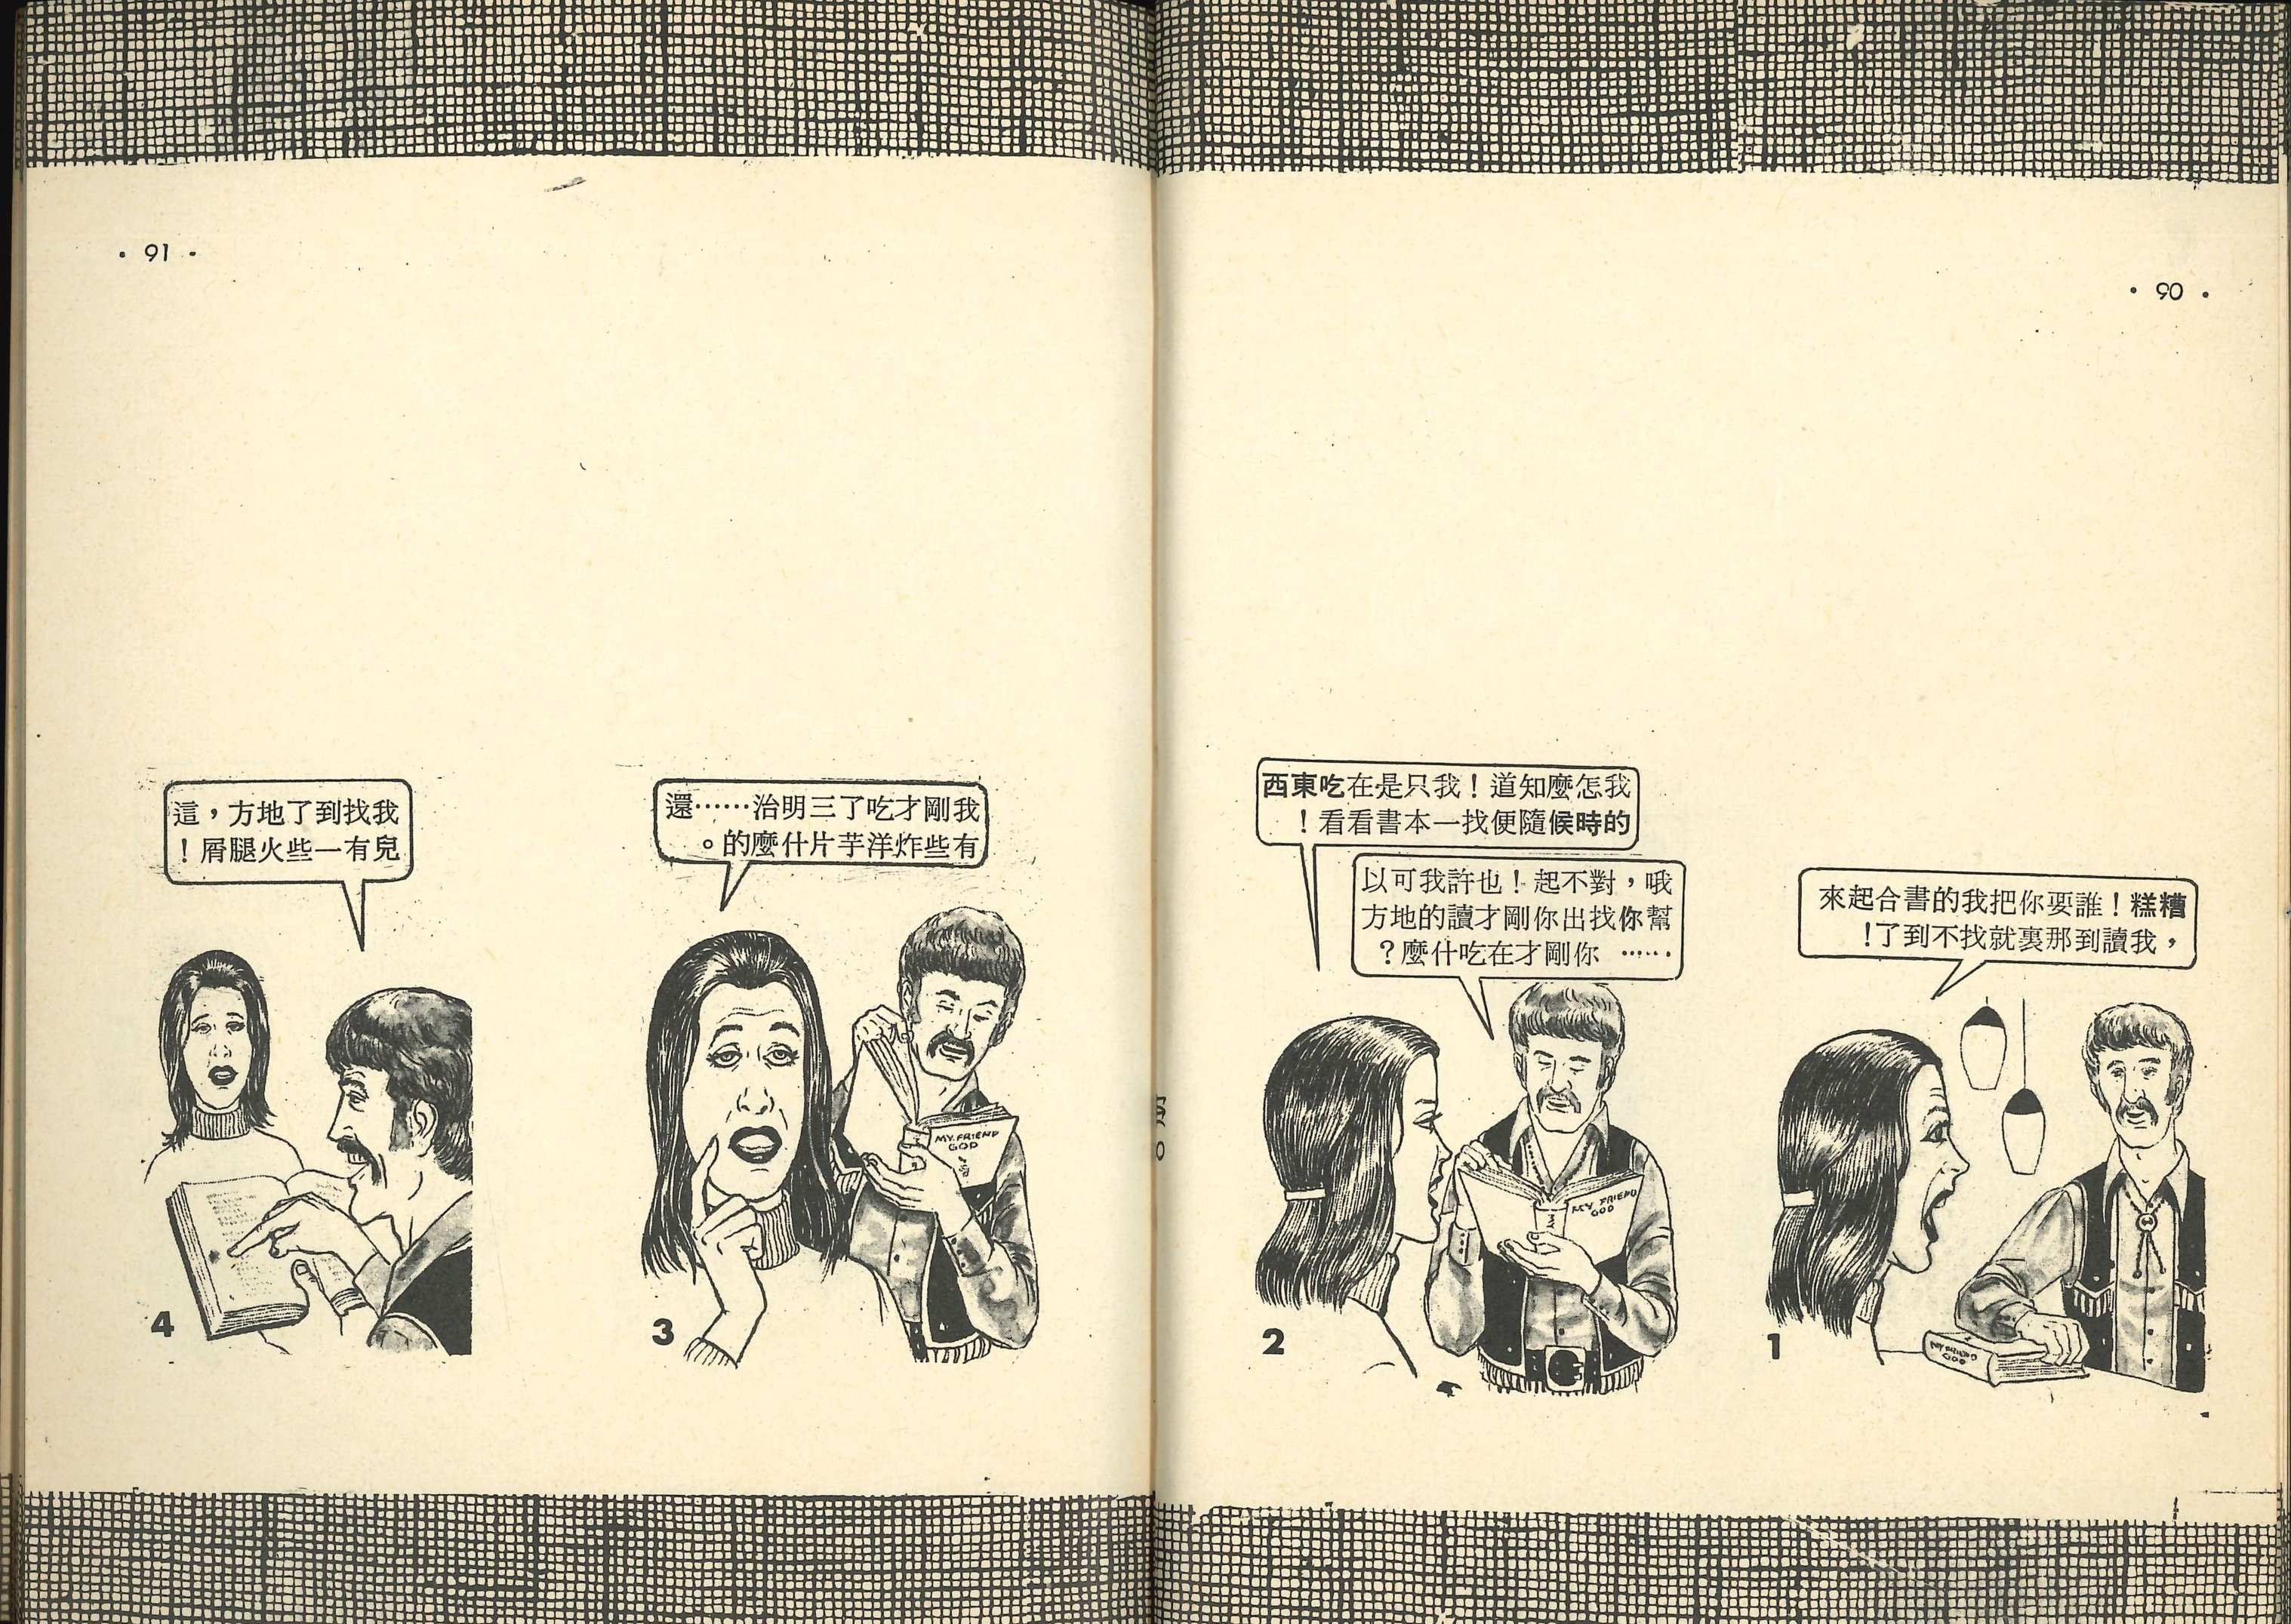 · 90 ·
糟糕！誰要你把我的書合起來
，我讀到那裏就找不到了！
MY FRIEND
GOD
1
我怎麼知道！我只是在吃東西
的時候隨便找一本書看看！
哦，對不起！也許我可以
幫你找出你剛才讀的地方
……你剛才在吃什麼？
MY FRIEND
GOD
2
· 91 ·
我剛才吃了三明治……還
有些炸洋芋片什麼的。
MY FRIEND
GOD
3
我找到了地方，這
兒有一些火腿屑！
4